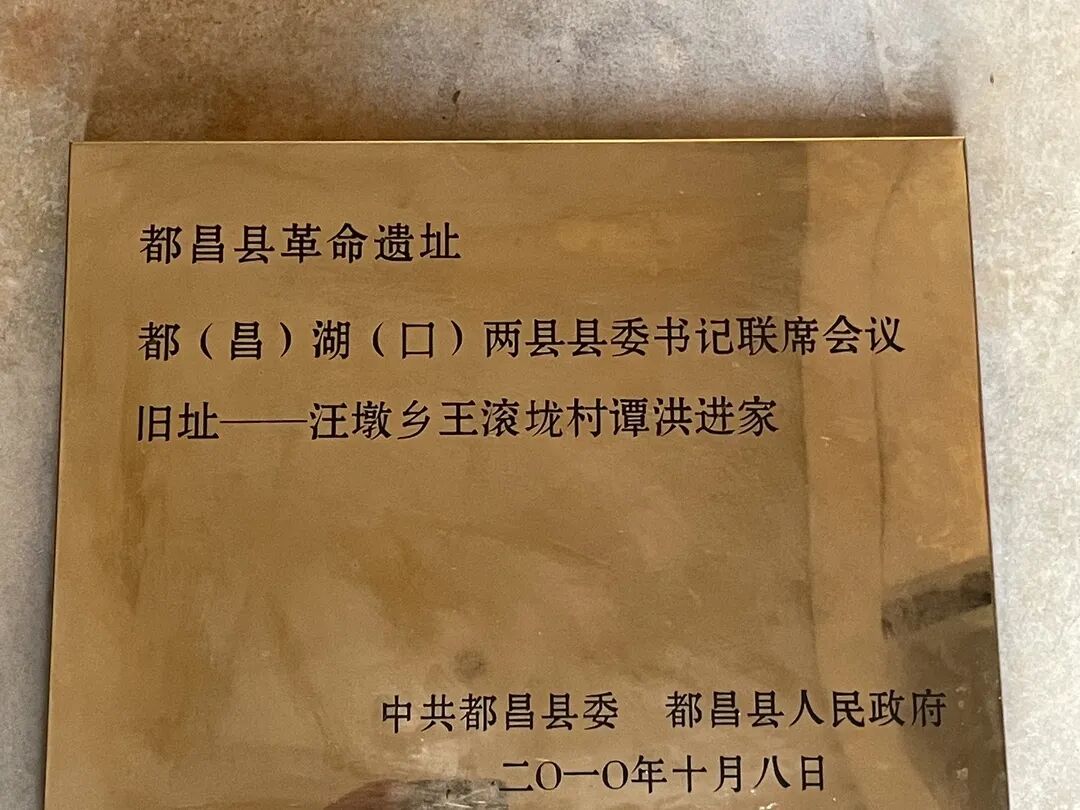 都昌县革命遗址
都（昌）湖（口）两县县委书记联席会议
旧址——汪墩乡王滚垅村谭洪进家
中共都昌县委　都昌县人民政府
二〇一〇年十月八日